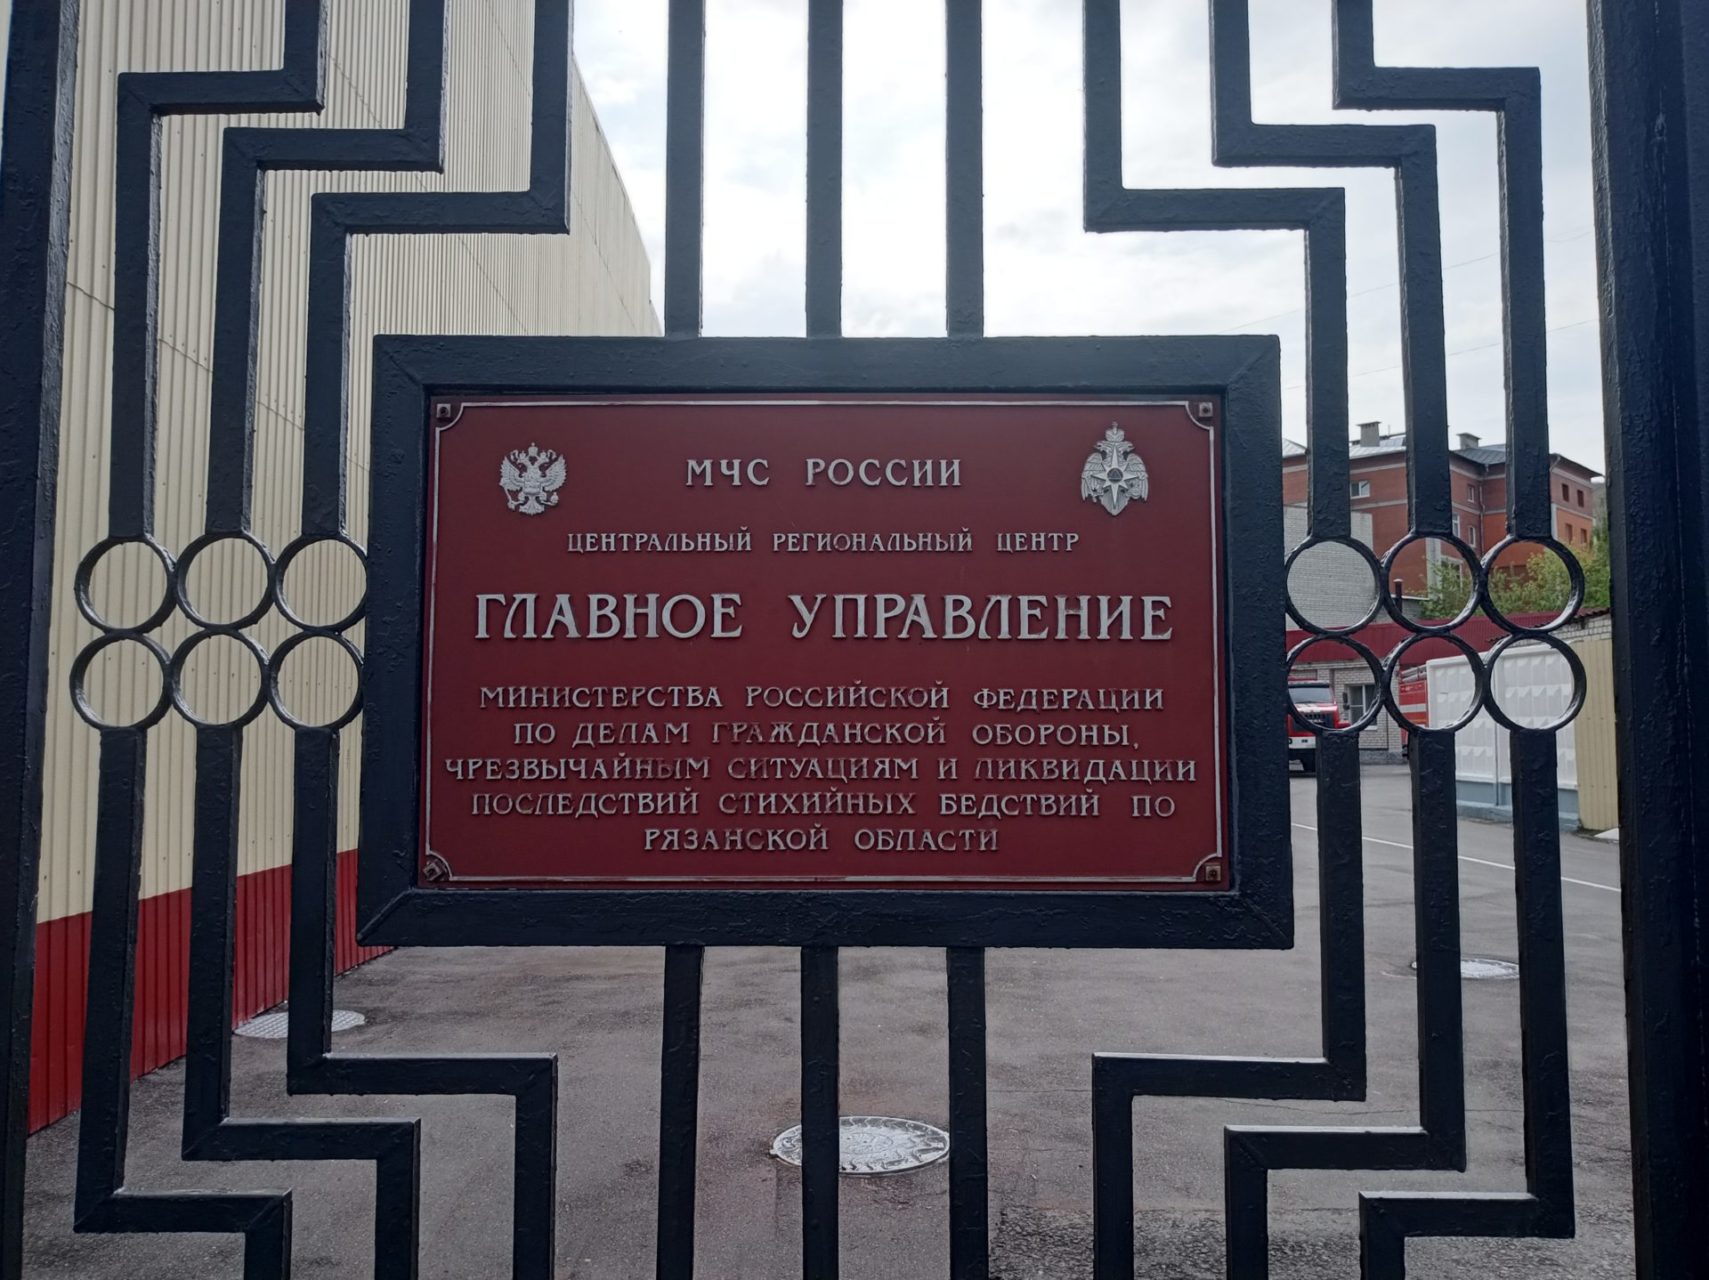 МЧС РОССИИ
ЦЕНТРАЛЬНЫЙ РЕГИОНАЛЬНЫЙ ЦЕНТР
ГЛАВНОЕ УПРАВЛЕНИЕ
МИНИСТЕРСТВА РОССИЙСКОЙ ФЕДЕРАЦИИ
ПО ДЕЛАМ ГРАЖДАНСКОЙ ОБОРОНЫ,
ЧРЕЗВЫЧАЙНЫМ СИТУАЦИЯМ И ЛИКВИДАЦИИ
ПОСЛЕДСТВИЙ СТИХИЙНЫХ БЕДСТВИЙ ПО
РЯЗАНСКОЙ ОБЛАСТИ